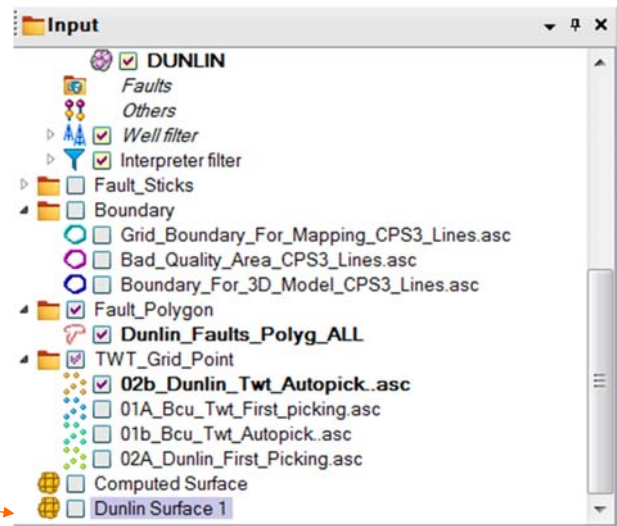 Input
DUNLIN
Faults
Others
Well filter
Interpreter filter
Fault_Sticks
Boundary
Grid_Boundary_For_Mapping_CPS3_Lines.asc
Bad_Quality_Area_CPS3_Lines.asc
Boundary_For_3D_Model_CPS3_Lines.asc
Fault_Polygon
Dunlin_Faults_Polyg_ALL
TWT_Grid_Point
02b_Dunlin_Twt_Autopick..asc
01A_Bcu_Twt_First_picking.asc
01b_Bcu_Twt_Autopick..asc
02A_Dunlin_First_Picking.asc
Computed Surface
Dunlin Surface 1